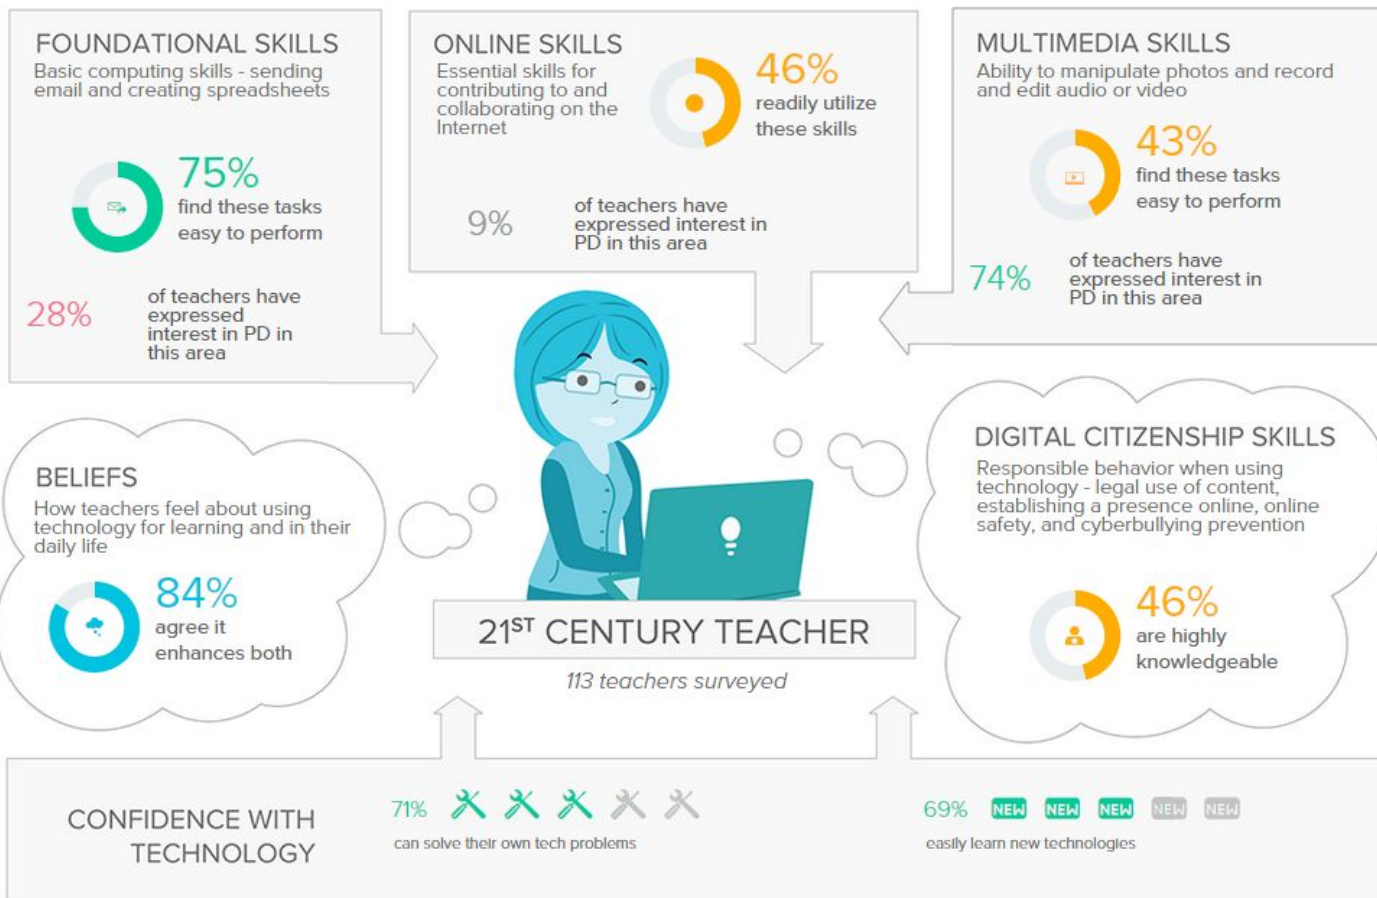 FOUNDATIONAL SKILLS
Basic computing skills - sending
email and creating spreadsheets
75%
find these tasks
easy to perform
28%
of teachers have
expressed
interest in PD in
this area
ONLINE SKILLS
Essential skills for
contributing to and
collaborating on the
Internet
46%
readily utilize
these skills
9%
of teachers have
expressed interest in
PD in this area
MULTIMEDIA SKILLS
Ability to manipulate photos and record
and edit audio or video
43%
find these tasks
easy to perform
74%
of teachers have
expressed interest in
PD in this area
BELIEFS
How teachers feel about using
technology for learning and in their
daily life
84%
agree it
enhances both
21ST CENTURY TEACHER
113 teachers surveyed
DIGITAL CITIZENSHIP SKILLS
Responsible behavior when using
technology - legal use of content,
establishing a presence online, online
safety, and cyberbullying prevention
46%
are highly
knowledgeable
CONFIDENCE WITH
TECHNOLOGY
71%
can solve their own tech problems
69% NEW NEW NEW NEW NEW
easily learn new technologies